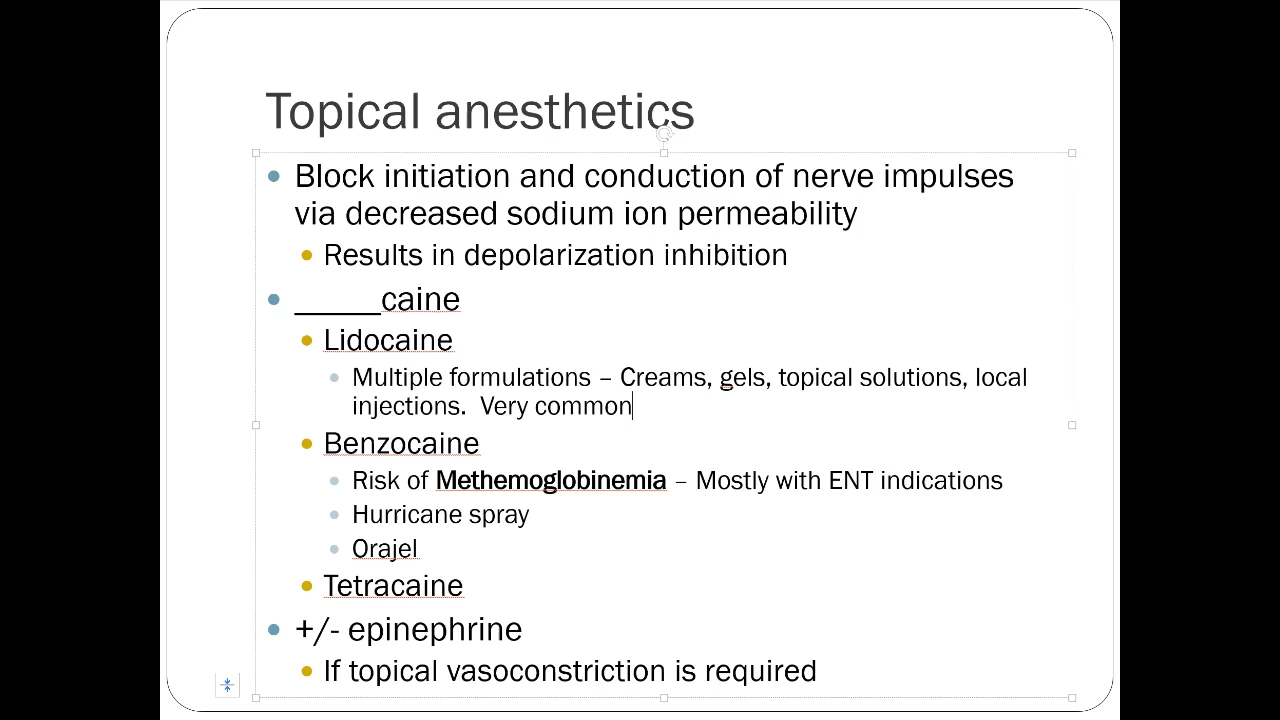 Topical anesthetics
Block initiation and conduction of nerve impulses
via decreased sodium ion permeability
Results in depolarization inhibition
_____caine
Lidocaine
Multiple formulations – Creams, gels, topical solutions, local
injections.  Very common
Benzocaine
Risk of Methemoglobinemia – Mostly with ENT indications
Hurricane spray
Orajel
Tetracaine
+/- epinephrine
If topical vasoconstriction is required